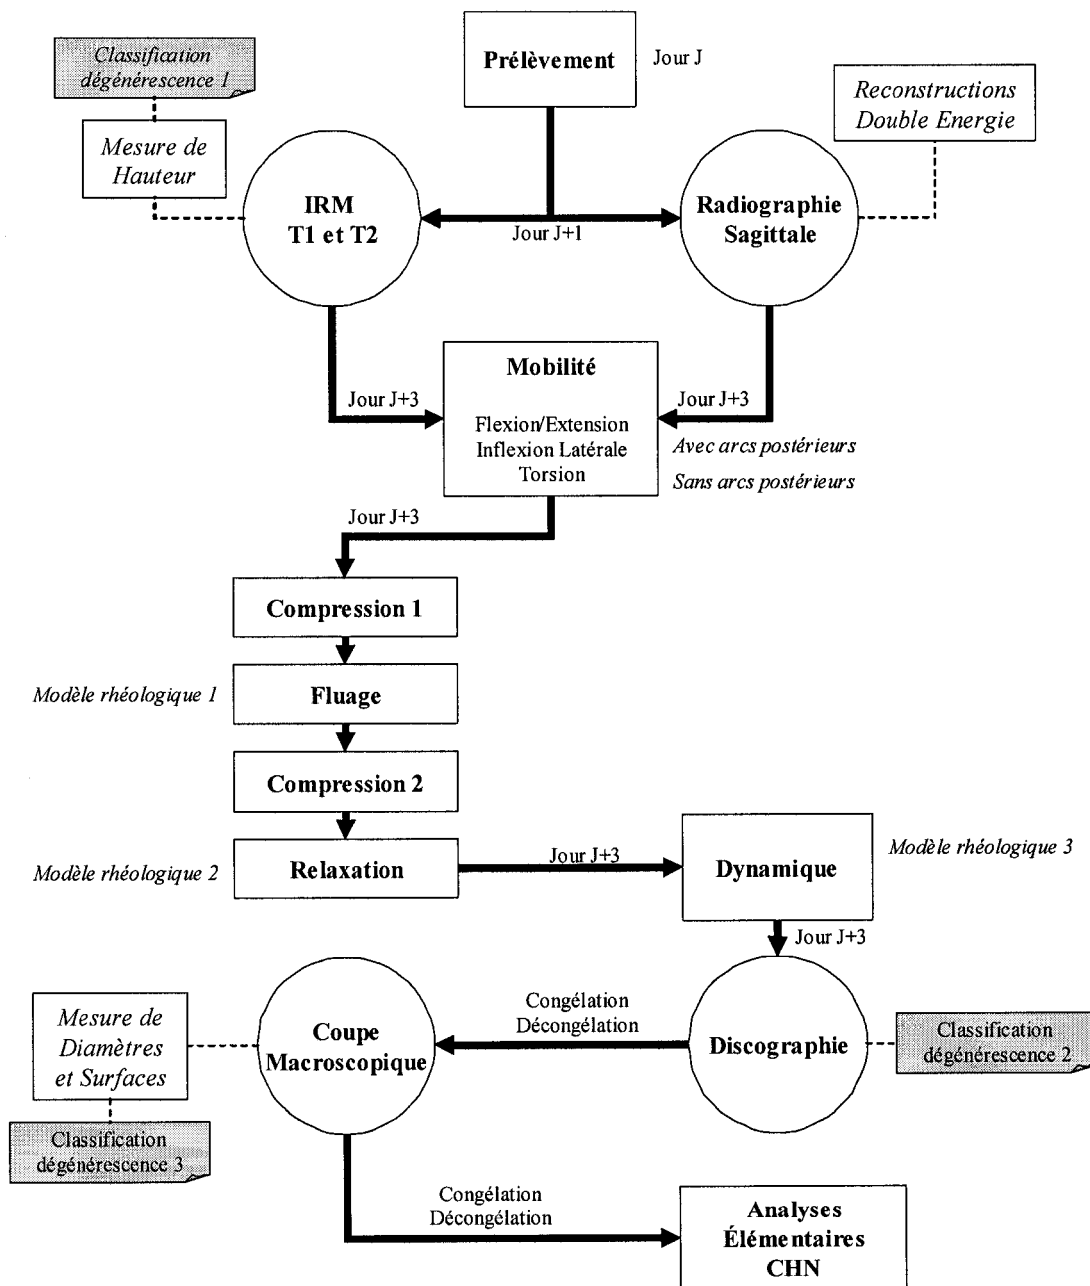 Classification
dégénérescence 1
Prélèvement
Jour J
Mesure de
Hauteur
Reconstructions
Double Energie
IRM
T1 et T2
Jour J+1
Radiographie
Sagittale
Mobilité
Jour J+3
Jour J+3
Flexion/Extension
Inflexion Latérale
Torsion
Avec arcs postérieurs
Sans arcs postérieurs
Jour J+3
Compression 1
Modèle rhéologique 1
Fluage
Compression 2
Modèle rhéologique 2
Relaxation
Jour J+3
Dynamique
Modèle rhéologique 3
Jour J+3
Mesure de
Diamètres
et Surfaces
Coupe
Macroscopique
Congélation
Décongélation
Discographie
Classification
dégénérescence 2
Classification
dégénérescence 3
Congélation
Décongélation
Analyses
Élémentaires
CHN